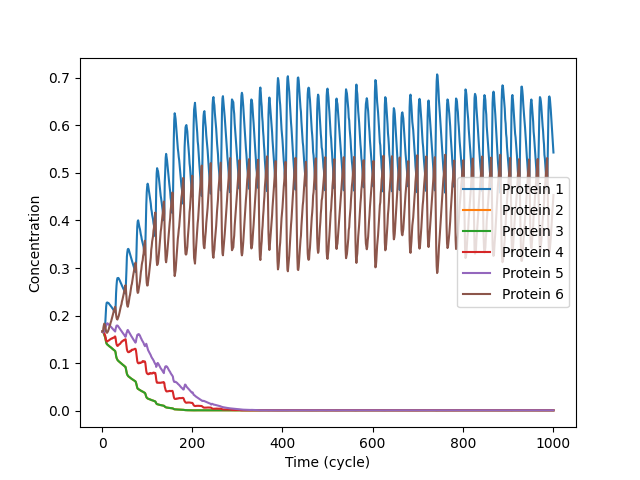 0.7
0.6
0.5
0.4
0.3
0.2
0.1
0.0
Concentration
Protein 1
Protein 2
Protein 3
Protein 4
Protein 5
Protein 6
0 200 400 600 800 1000
Time (cycle)